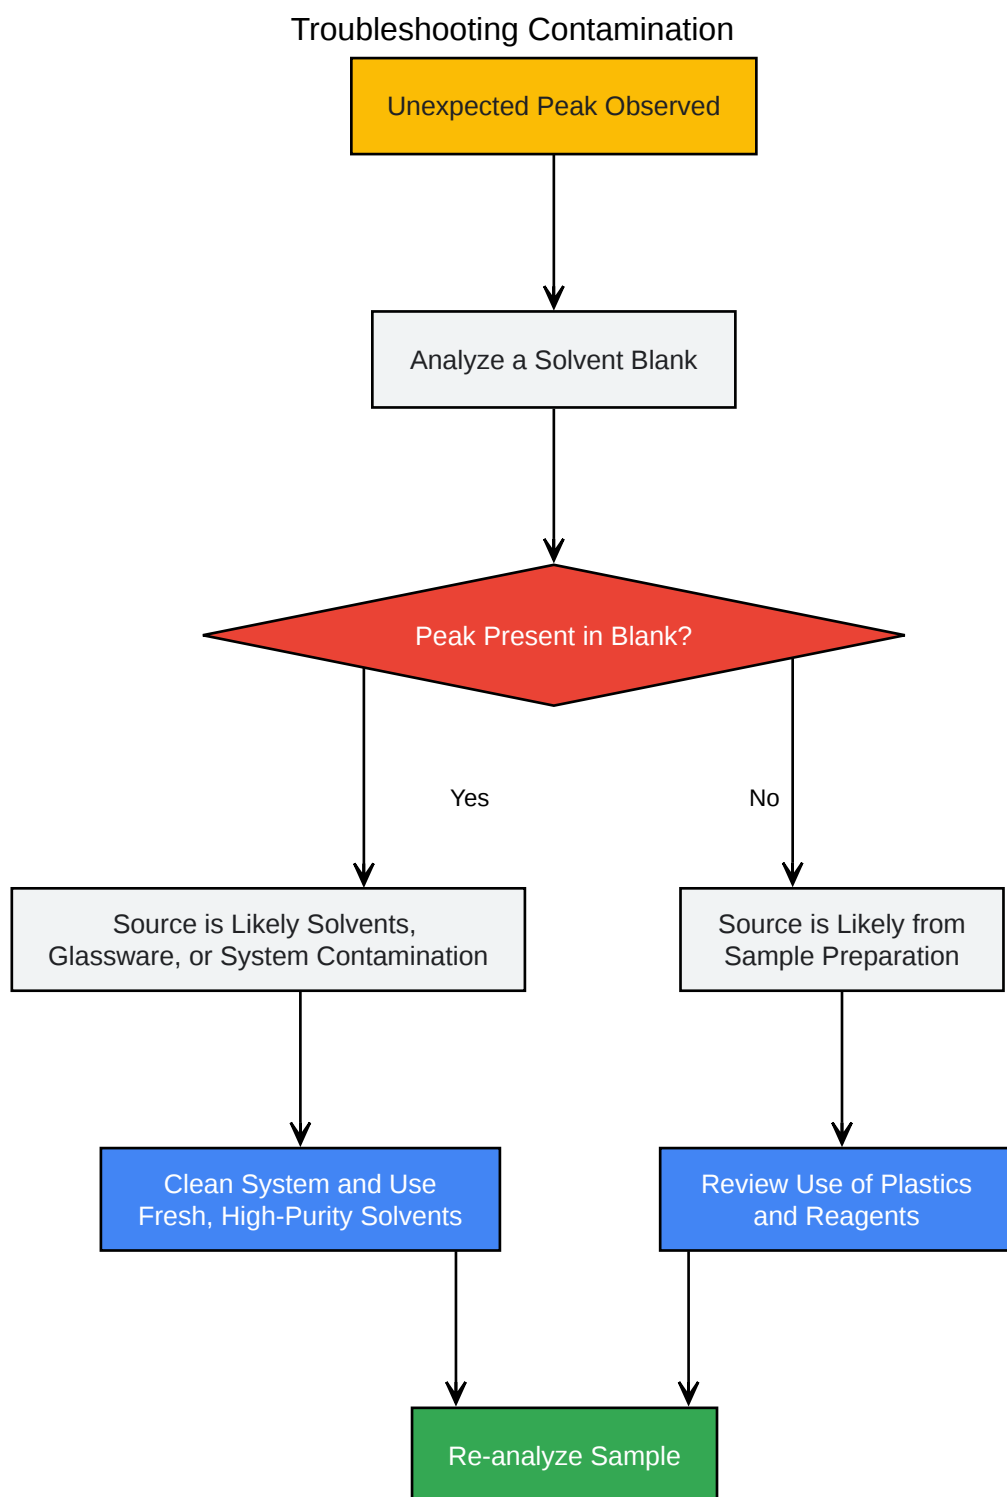 Troubleshooting Contamination
Unexpected Peak Observed
Analyze a Solvent Blank
Peak Present in Blank?
Yes
No
Source is Likely Solvents,
Glassware, or System Contamination
Source is Likely from
Sample Preparation
Clean System and Use
Fresh, High-Purity Solvents
Review Use of Plastics
and Reagents
Re-analyze Sample